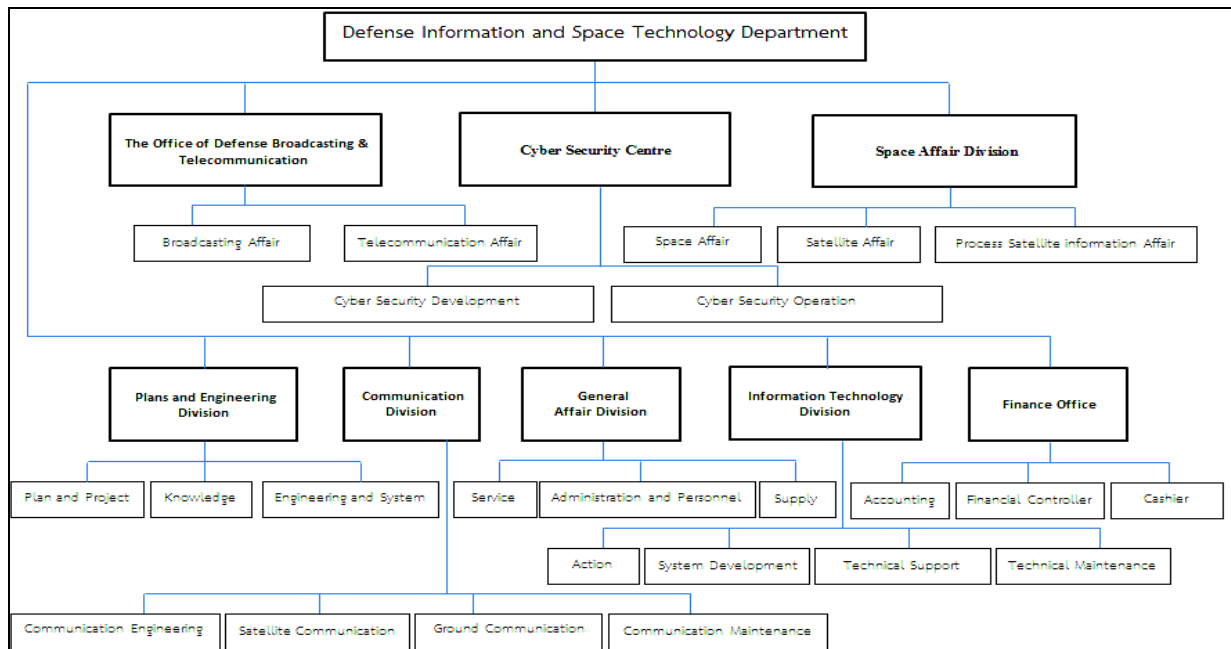 Defense Information and Space Technology Department
The Office of Defense Broadcasting &
Telecommunication
Cyber Security Centre
Space Affair Division
Broadcasting Affair
Telecommunication Affair
Space Affair
Satellite Affair
Process Satellite information Affair
Cyber Security Development
Cyber Security Operation
Plans and Engineering
Division
Communication
Division
General
Affair Division
Information Technology
Division
Finance Office
Plan and Project
Knowledge
Engineering and System
Service
Administration and Personnel
Supply
Accounting
Financial Controller
Cashier
Action
System Development
Technical Support
Technical Maintenance
Communication Engineering
Satellite Communication
Ground Communication
Communication Maintenance